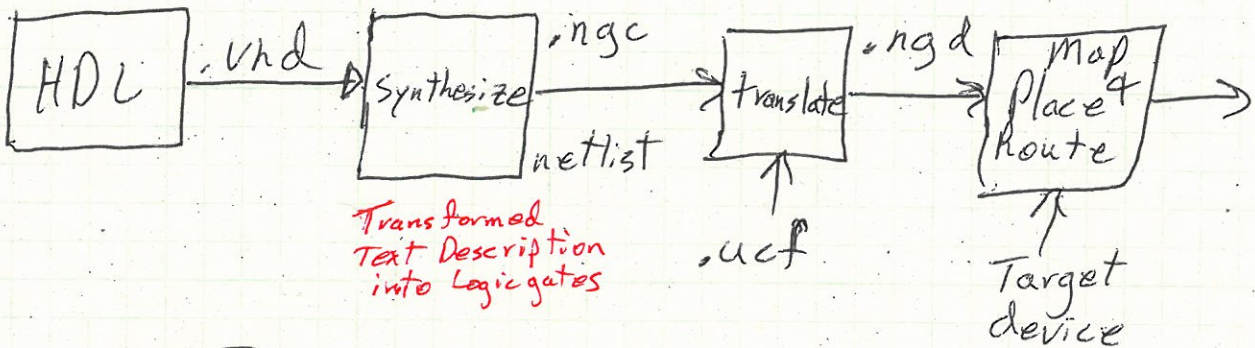 HDL
.vhd
Synthesize
.ngc
netlist
Transformed
Text Description
into Logic gates
translate
.ucf
.ngd
Map
Place &
Route
Target
device